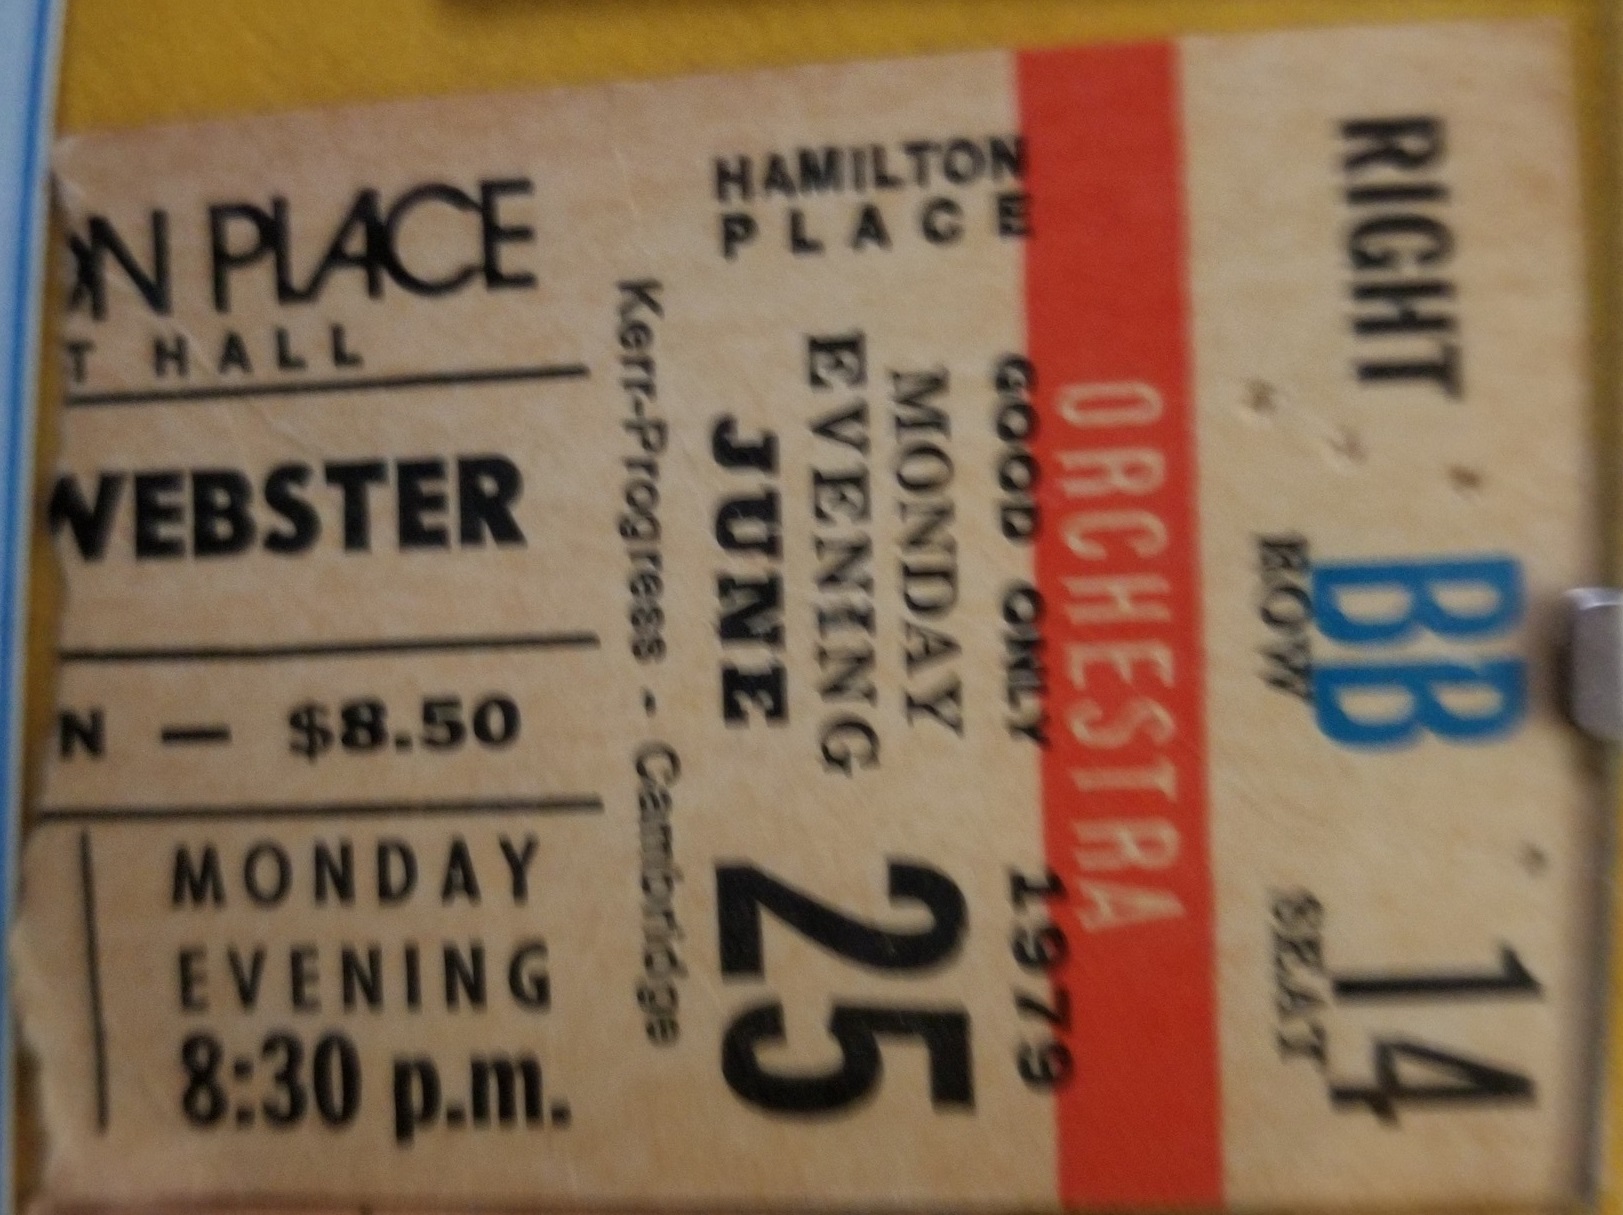 ON PLACE
T HALL
WEBSTER
N — $8.50
MONDAY
EVENING
8:30 p.m.
Kerr-Progress - Cambridge
HAMILTON
PLACE
GOOD ONLY 1979
MONDAY
EVENING
JUNE 25
ORCHESTRA
RIGHT BB 14
ROW SEAT